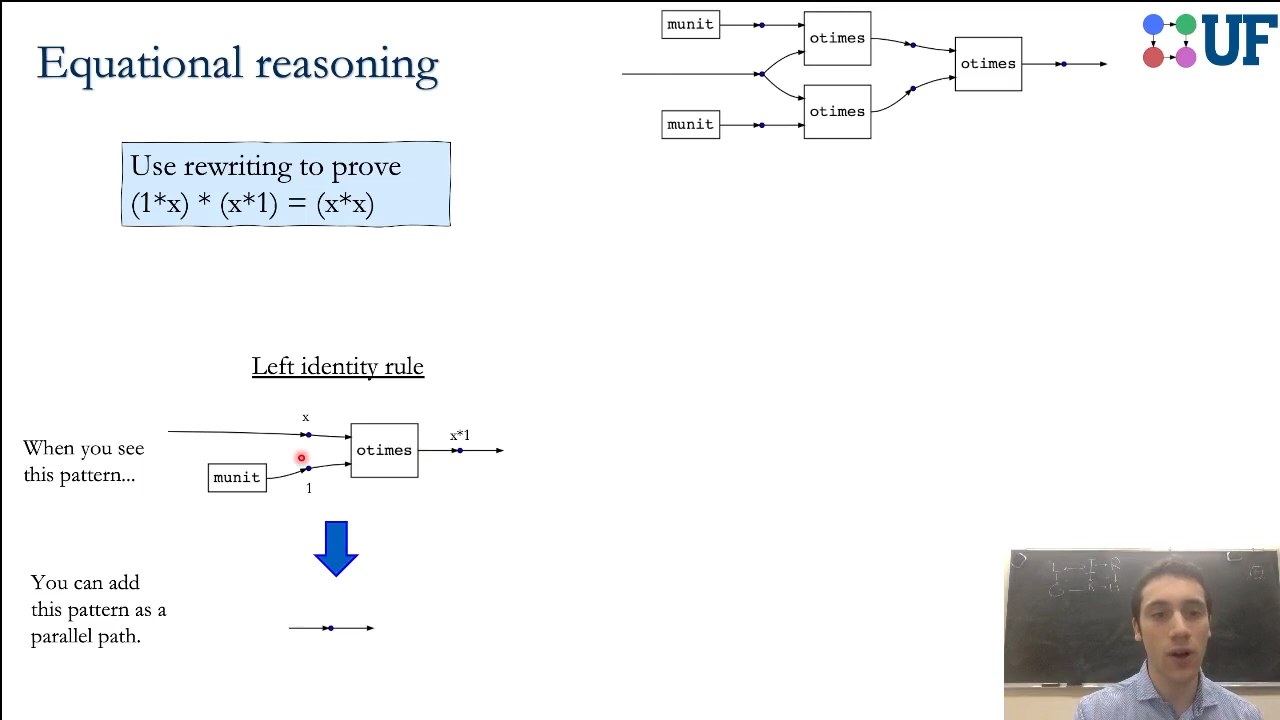 Equational reasoning
munit
otimes
otimes
munit
otimes
UF
Use rewriting to prove
(1*x) * (x*1) = (x*x)
Left identity rule
When you see
this pattern...
x
munit
1
otimes
x*1
You can add
this pattern as a
parallel path.